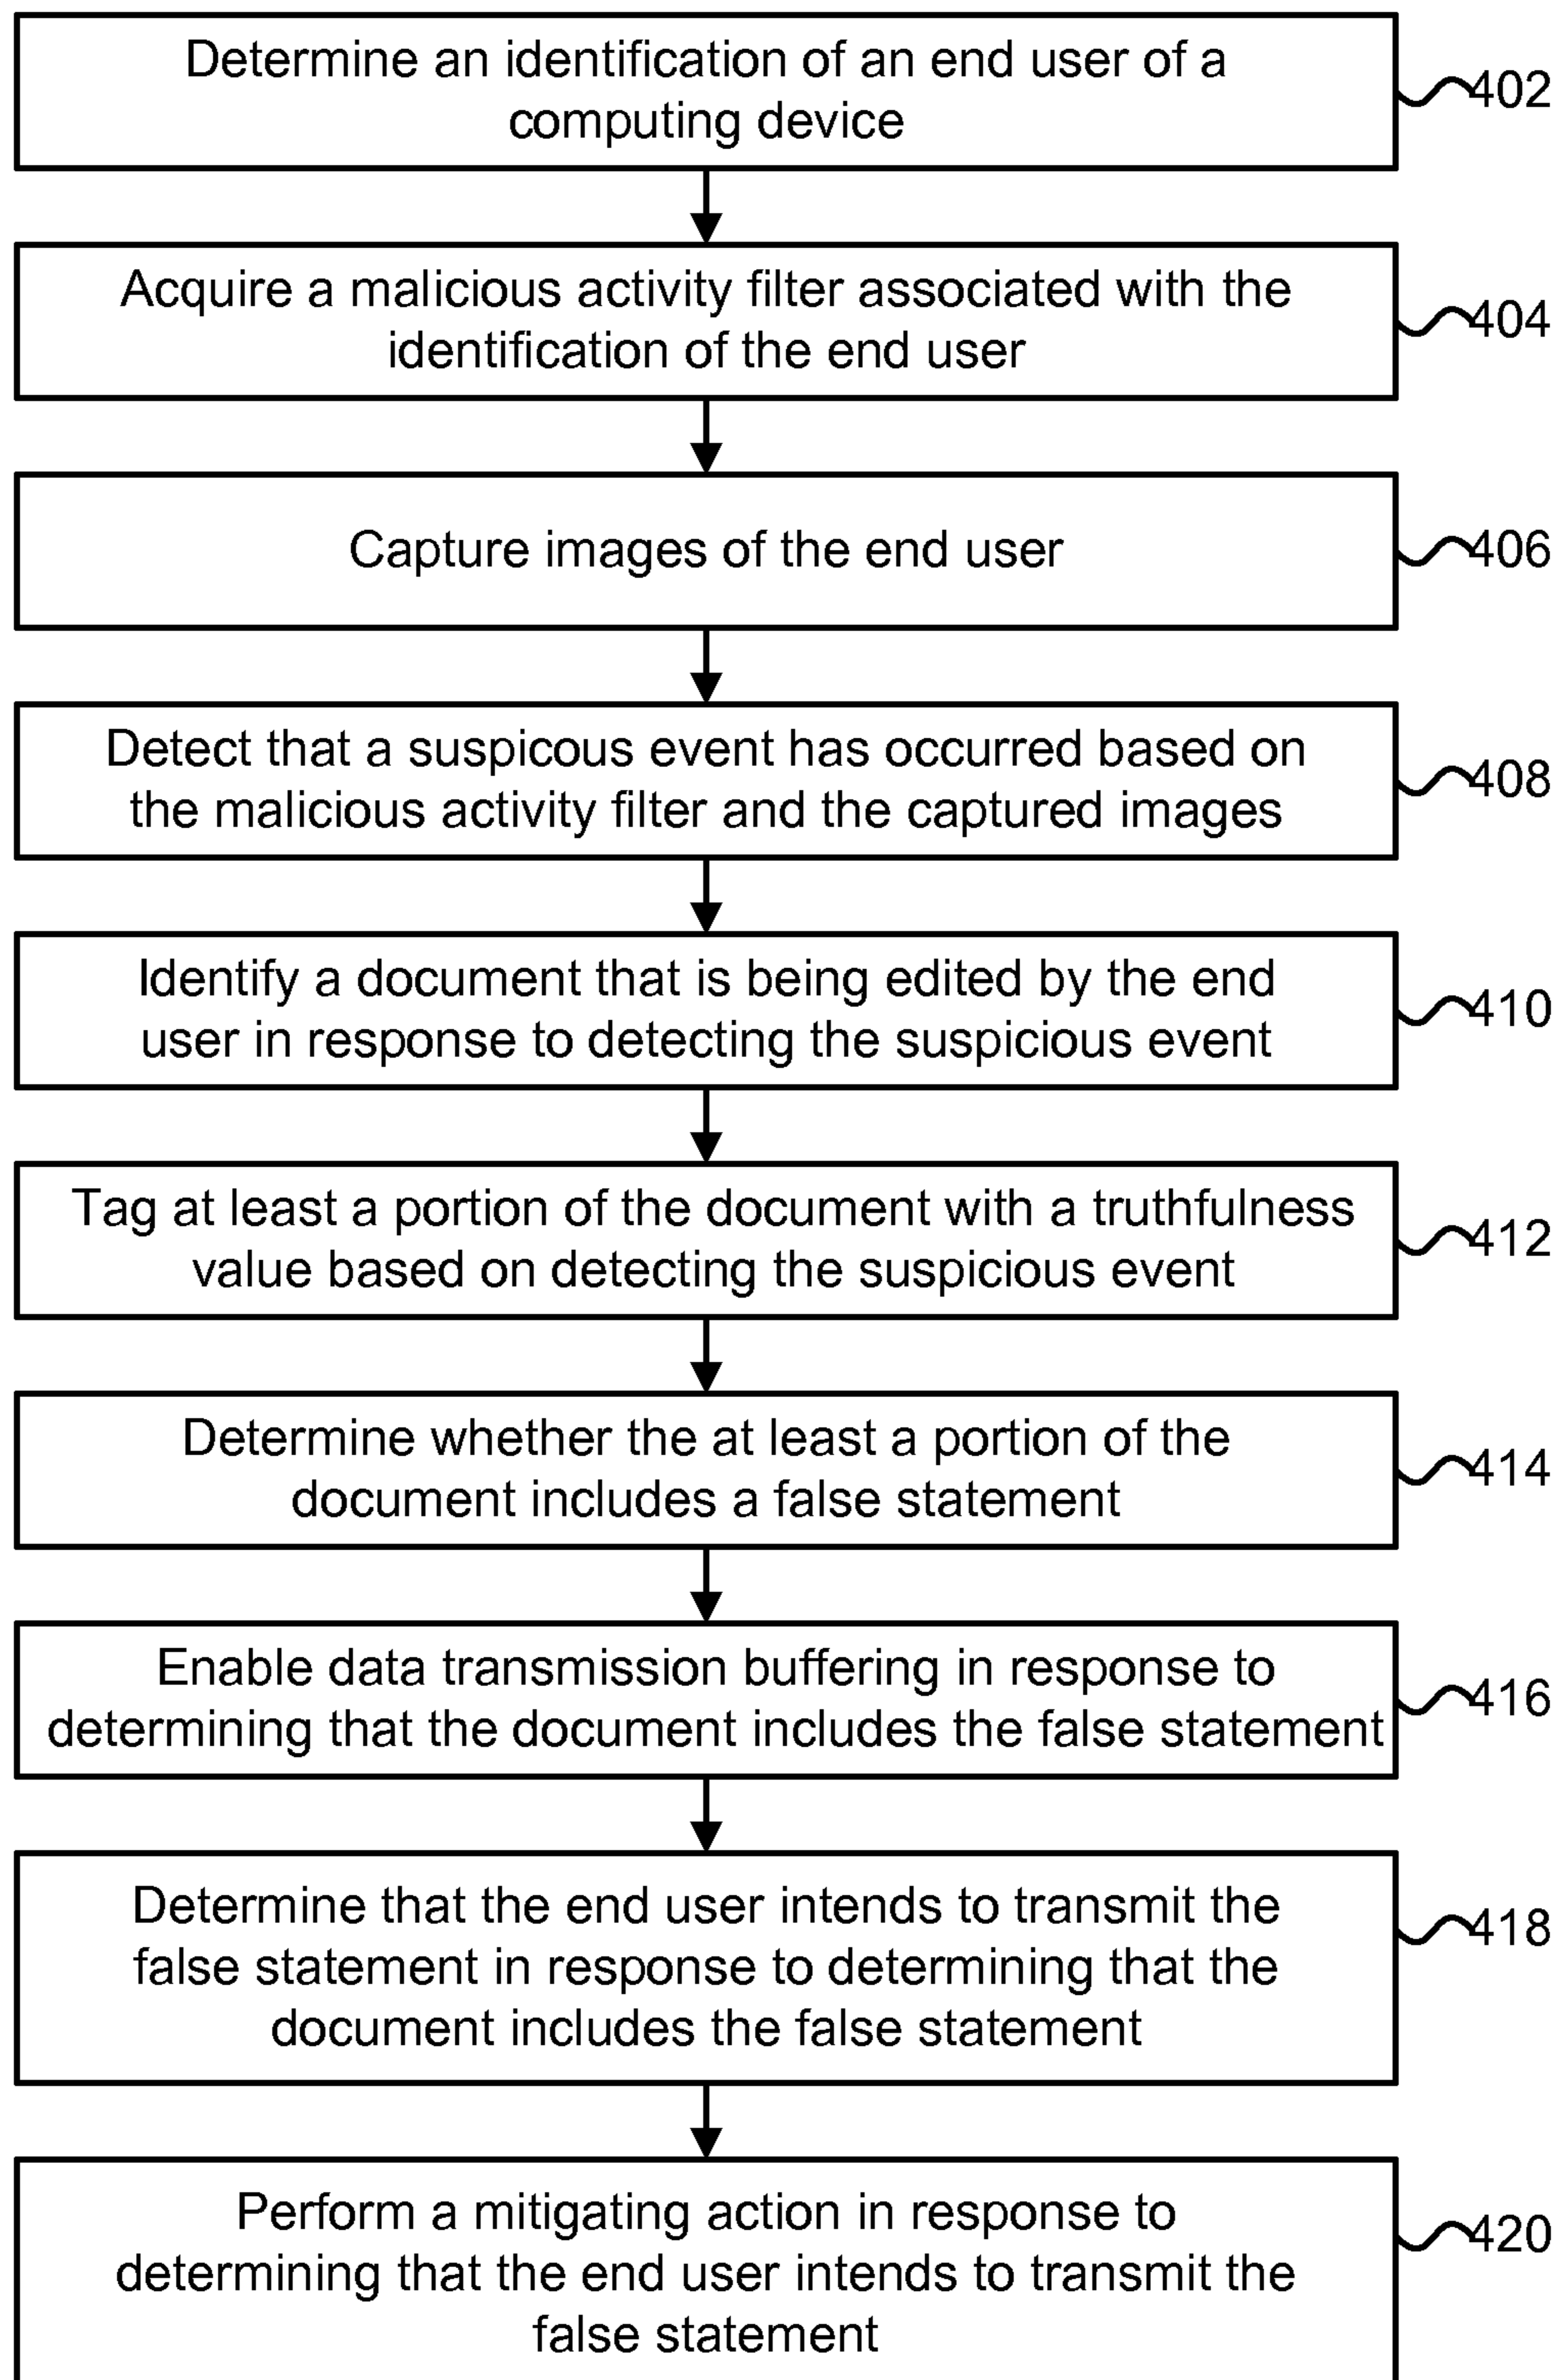 Determine an identification of an end user of a
computing device
402
Acquire a malicious activity filter associated with the
identification of the end user
404
Capture images of the end user
406
Detect that a suspicous event has occurred based on
the malicious activity filter and the captured images
408
Identify a document that is being edited by the end
user in response to detecting the suspicious event
410
Tag at least a portion of the document with a truthfulness
value based on detecting the suspicious event
412
Determine whether the at least a portion of the
document includes a false statement
414
Enable data transmission buffering in response to
determining that the document includes the false statement
416
Determine that the end user intends to transmit the
false statement in response to determining that the
document includes the false statement
418
Perform a mitigating action in response to
determining that the end user intends to transmit the
false statement
420